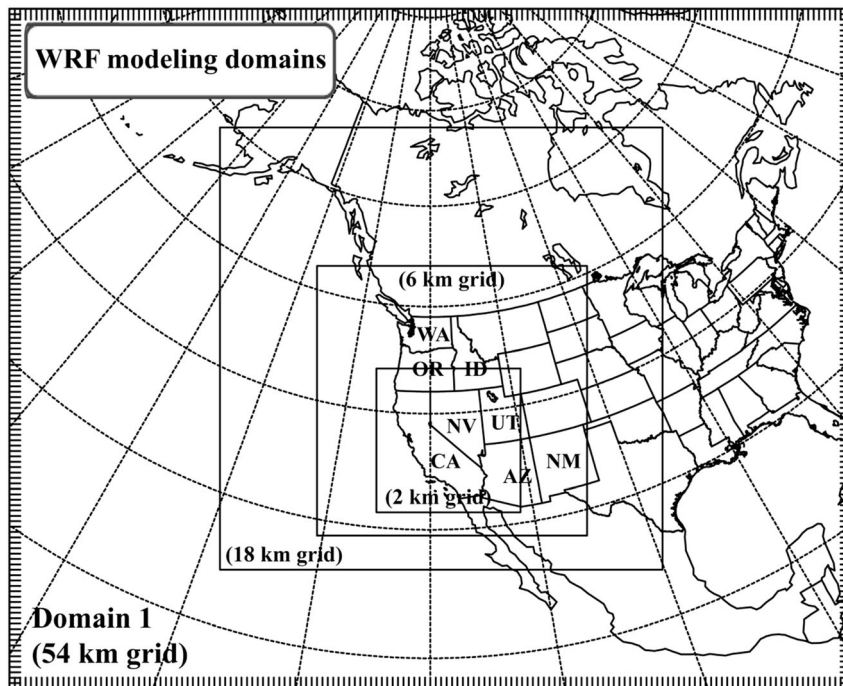 WRF modeling domains
(6 km grid)
WA
OR ID
NV UT
CA AZ NM
(2 km grid)
(18 km grid)
Domain 1
(54 km grid)